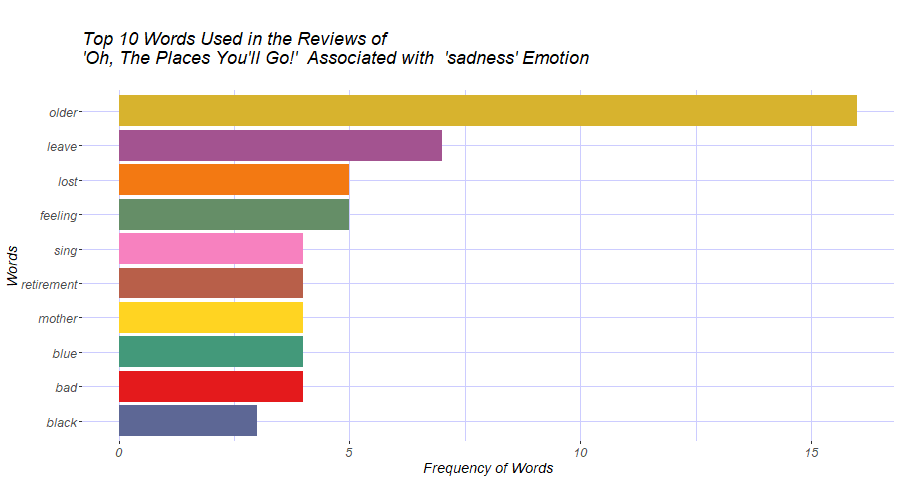 Top 10 Words Used in the Reviews of
'Oh, The Places You'll Go!'  Associated with  'sadness' Emotion
older
leave
lost
feeling
sing
retirement
mother
blue
bad
black
Words
0 5 10 15
Frequency of Words